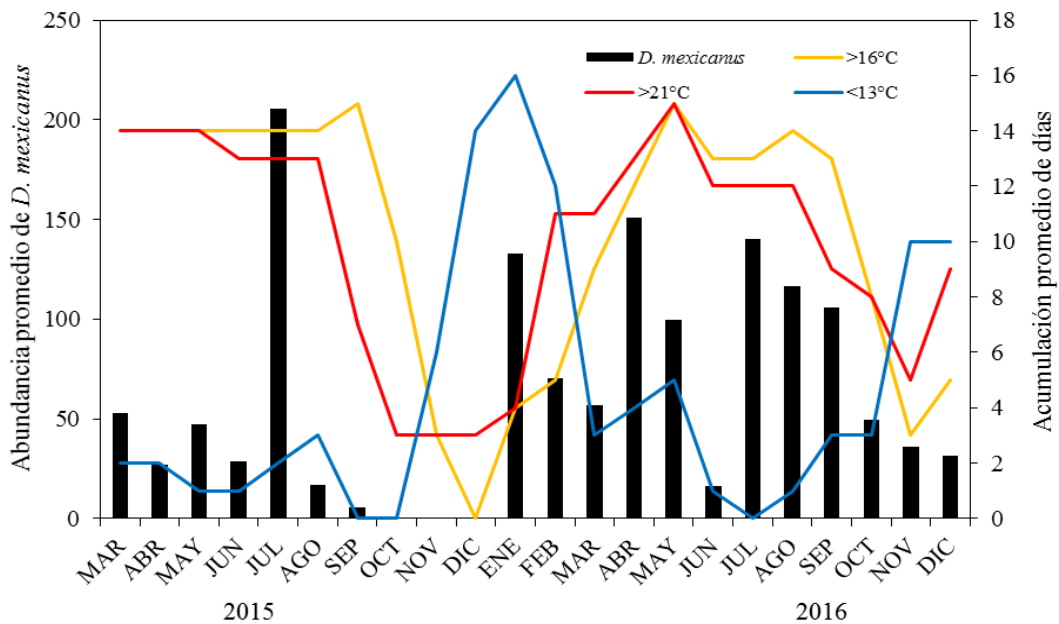 Abundancia promedio de D. mexicanus
250
200
150
100
50
0
D. mexicanus
>16°C
>21°C
<13°C
18
16
14
12
10
8
6
4
2
0
Acumulación promedio de días
MAR ABR MAY JUN JUL AGO SEP OCT NOV DIC ENE FEB MAR ABR MAY JUN JUL AGO SEP OCT NOV DIC
2015
2016